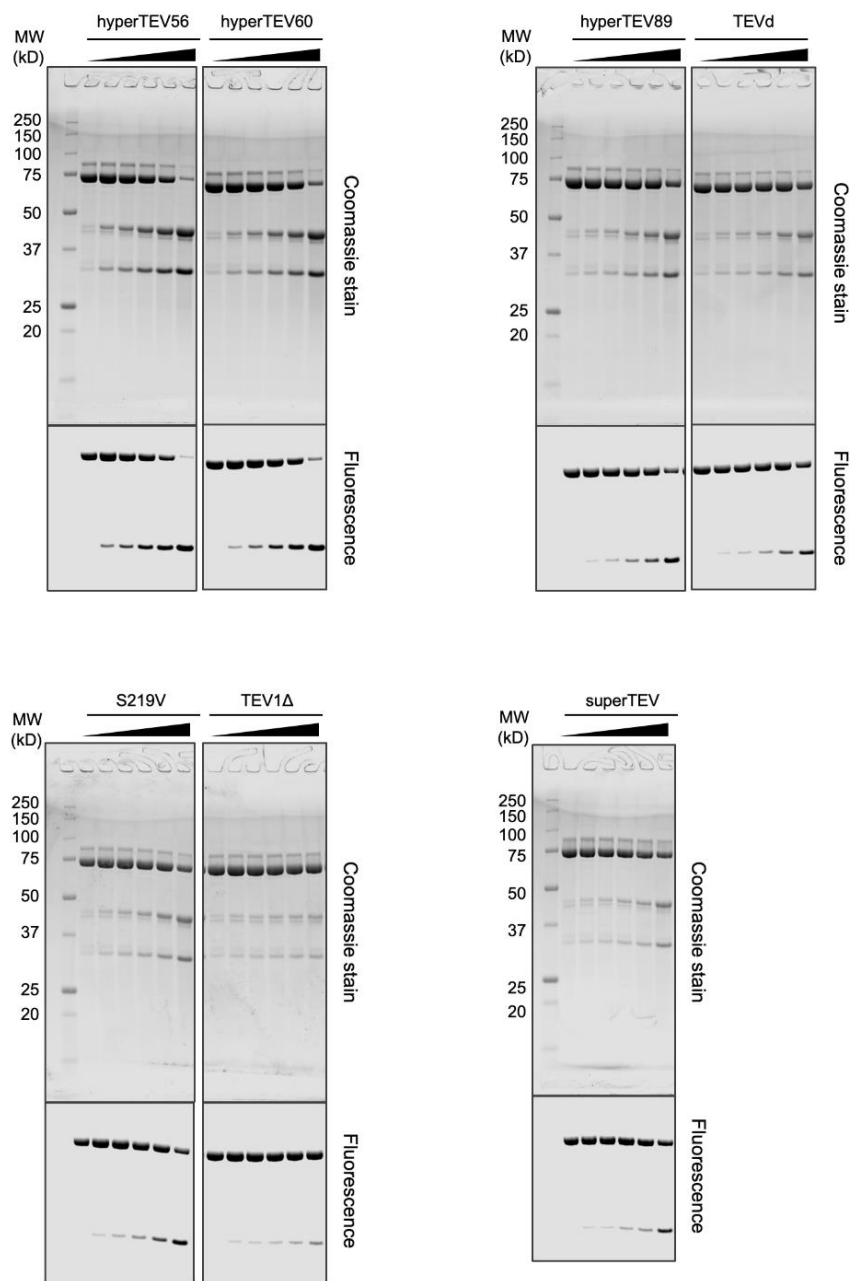 hyperTEV56 hyperTEV60
MW
(kD)
250
150
100
75
50
37
25
20
Coomassie stain
Fluorescence
hyperTEV89 TEVd
MW
(kD)
250
150
100
75
50
37
25
20
Coomassie stain
Fluorescence
S219V TEV1Δ
MW
(kD)
250
150
100
75
50
37
25
20
Coomassie stain
Fluorescence
superTEV
MW
(kD)
250
150
100
75
50
37
25
20
Coomassie stain
Fluorescence